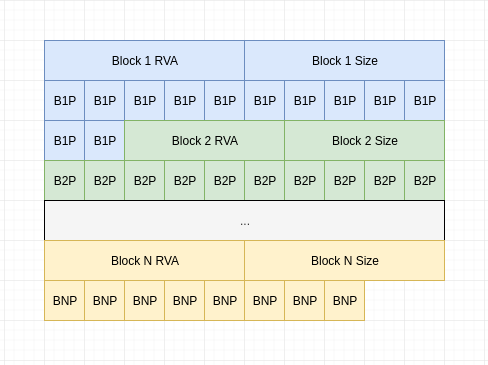 Block 1 RVA Block 1 Size
B1P B1P B1P B1P B1P B1P B1P B1P B1P B1P
B1P B1P Block 2 RVA Block 2 Size
B2P B2P B2P B2P B2P B2P B2P B2P B2P B2P
...
Block N RVA Block N Size
BNP BNP BNP BNP BNP BNP BNP BNP